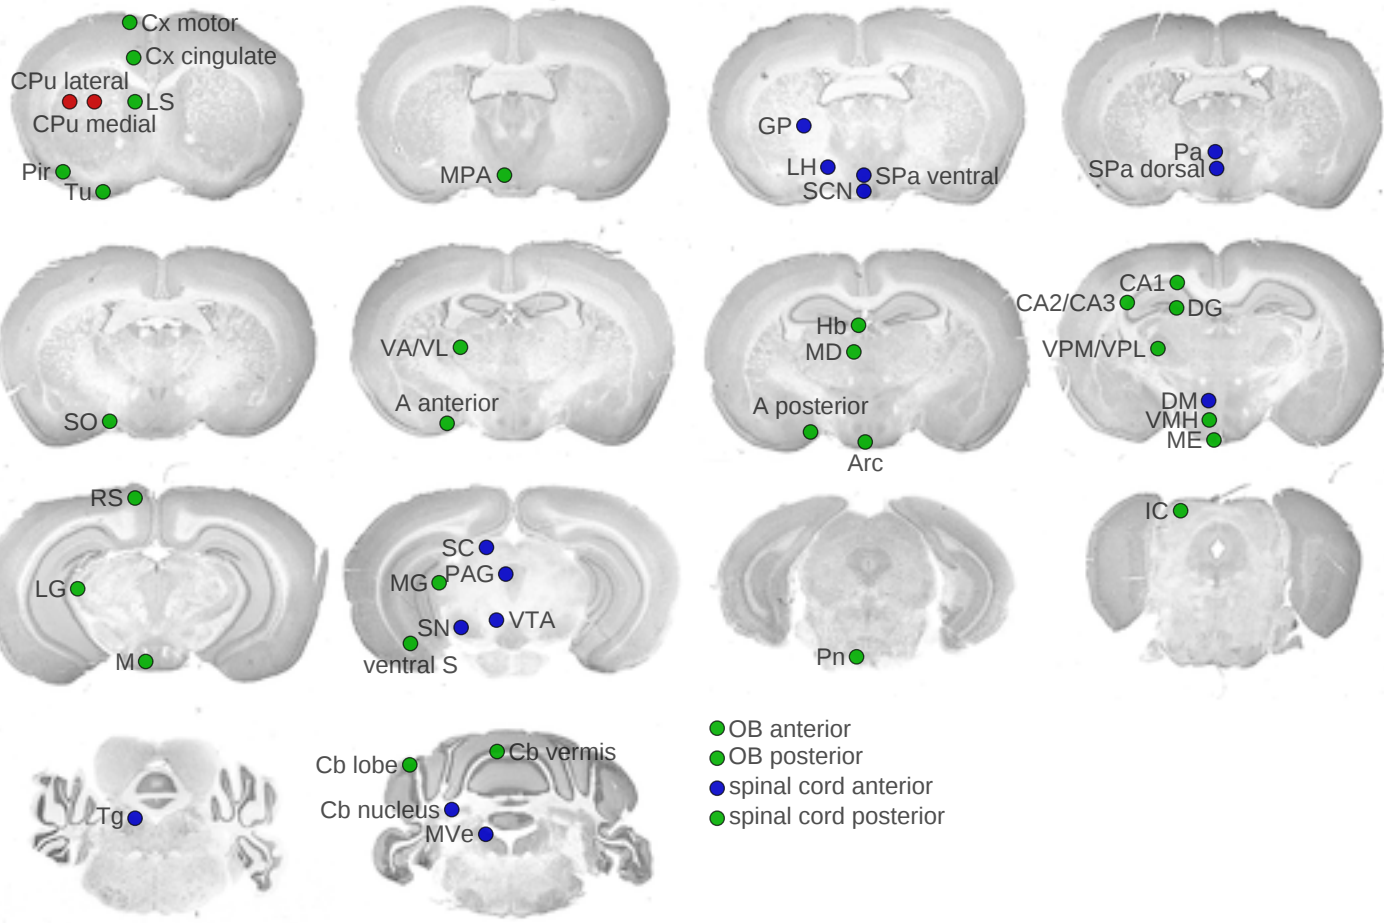 Cx motor
Cx cingulate
CPu lateral
LS
CPu medial
Pir
Tu
MPA
GP
LH
SPa ventral
SCN
Pa
SPa dorsal
SO
VA/VL
A anterior
Hb
MD
A posterior
Arc
CA1
CA2/CA3
DG
VPM/VPL
DM
VMH
ME
RS
LG
M
SC
MG
PAG
SN
VTA
ventral S
Pn
IC
Tg
Cb lobe
Cb vermis
Cb nucleus
MVe
OB anterior
OB posterior
spinal cord anterior
spinal cord posterior